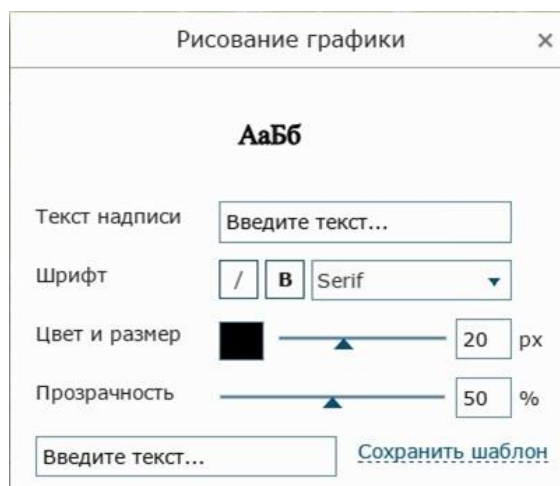 Рисование графики ×
АаБб
Текст надписи Введите текст...
Шрифт / B Serif
Цвет и размер 20 px
Прозрачность 50 %
Введите текст... Сохранить шаблон